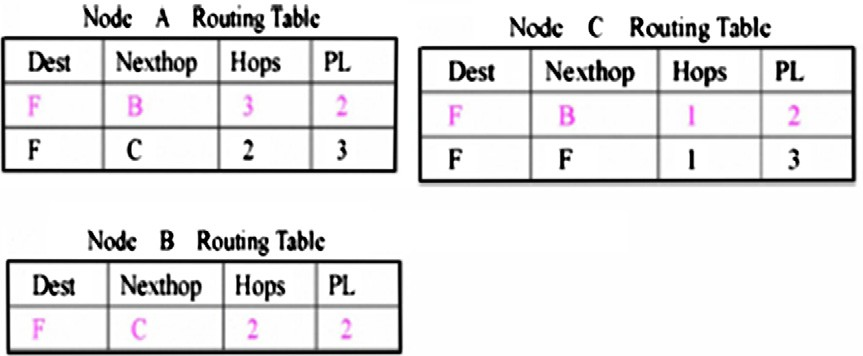 Node A Routing Table
Dest Nexthop Hops PL
F B 3 2
F C 2 3
Node C Routing Table
Dest Nexthop Hops PL
F B 1 2
F F 1 3
Node B Routing Table
Dest Nexthop Hops PL
F C 2 2